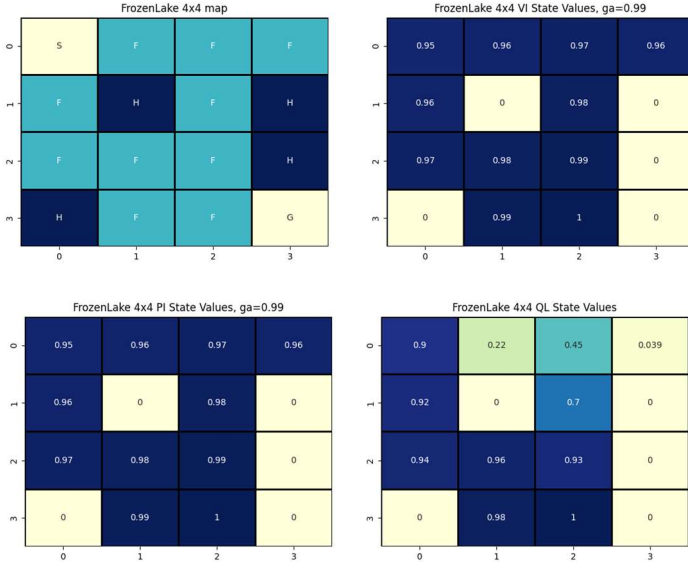 FrozenLake 4x4 map
0 S F F F
1 F H F H
2 F F F H
3 H F F G
0 1 2 3
FrozenLake 4x4 VI State Values, ga=0.99
0 0.95 0.96 0.97 0.96
1 0.96 0 0.98 0
2 0.97 0.98 0.99 0
3 0 0.99 1 0
0 1 2 3
FrozenLake 4x4 PI State Values, ga=0.99
0 0.95 0.96 0.97 0.96
1 0.96 0 0.98 0
2 0.97 0.98 0.99 0
3 0 0.99 1 0
0 1 2 3
FrozenLake 4x4 QL State Values
0 0.9 0.22 0.45 0.039
1 0.92 0 0.7 0
2 0.94 0.96 0.93 0
3 0 0.98 1 0
0 1 2 3